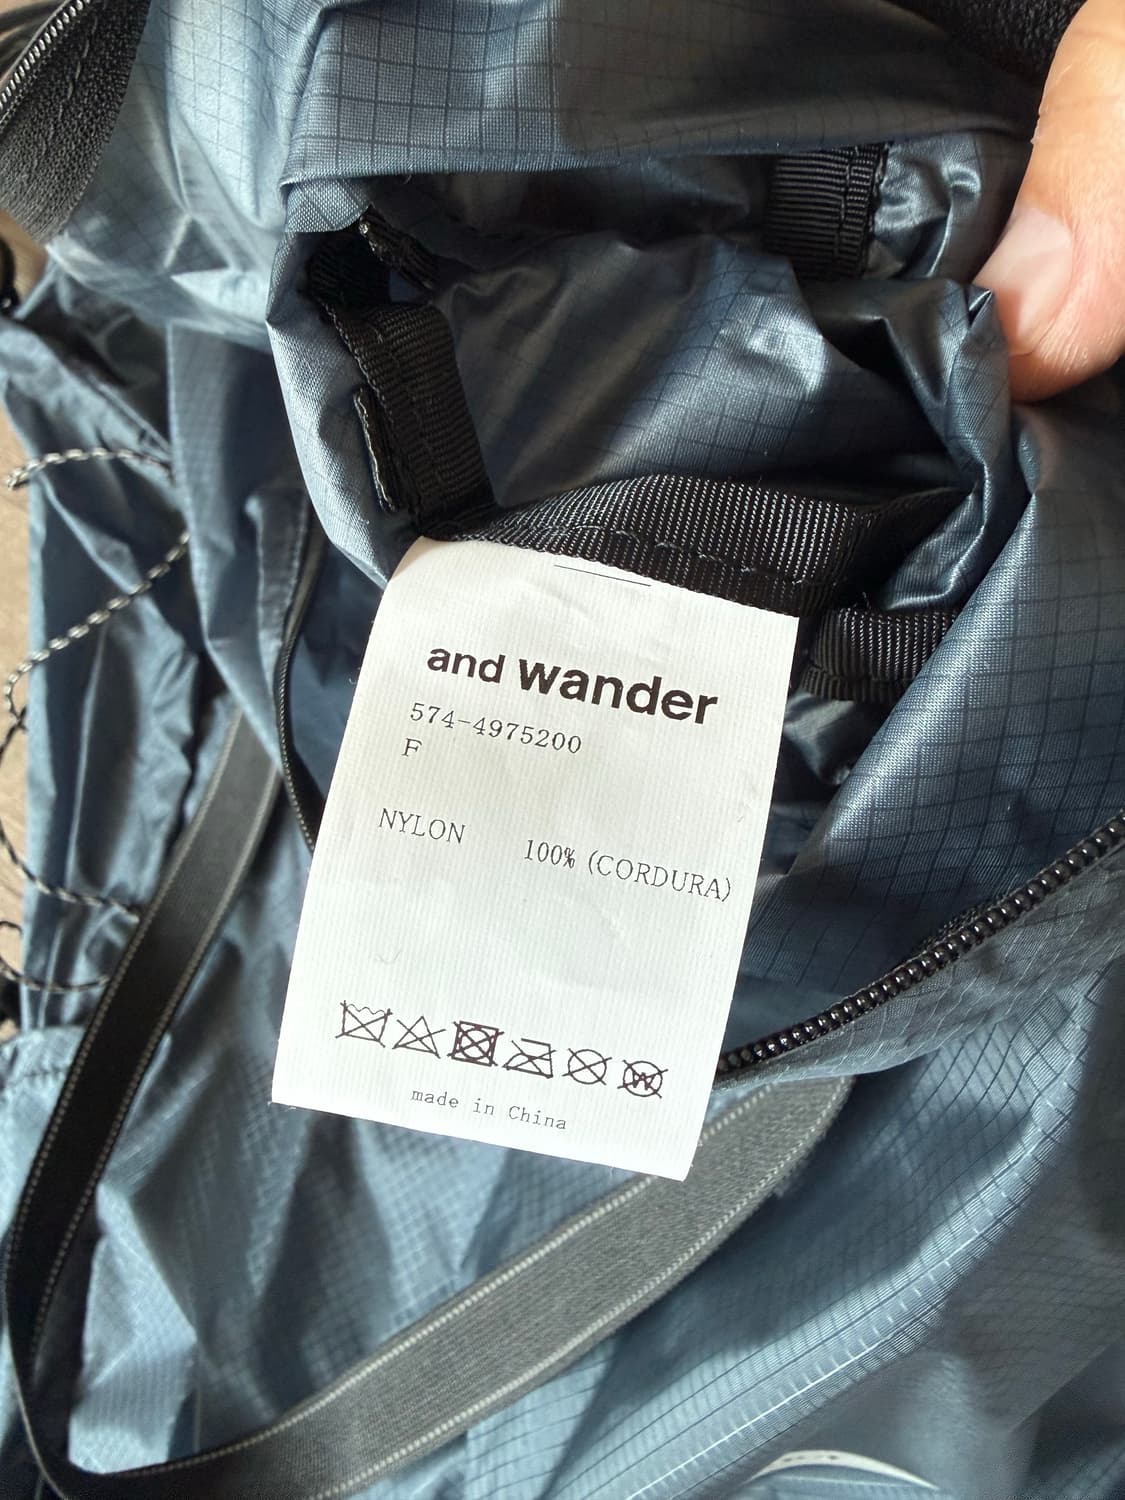 and wander
574-4975200
F
NYLON 100% (CORDURA)
W
made in China